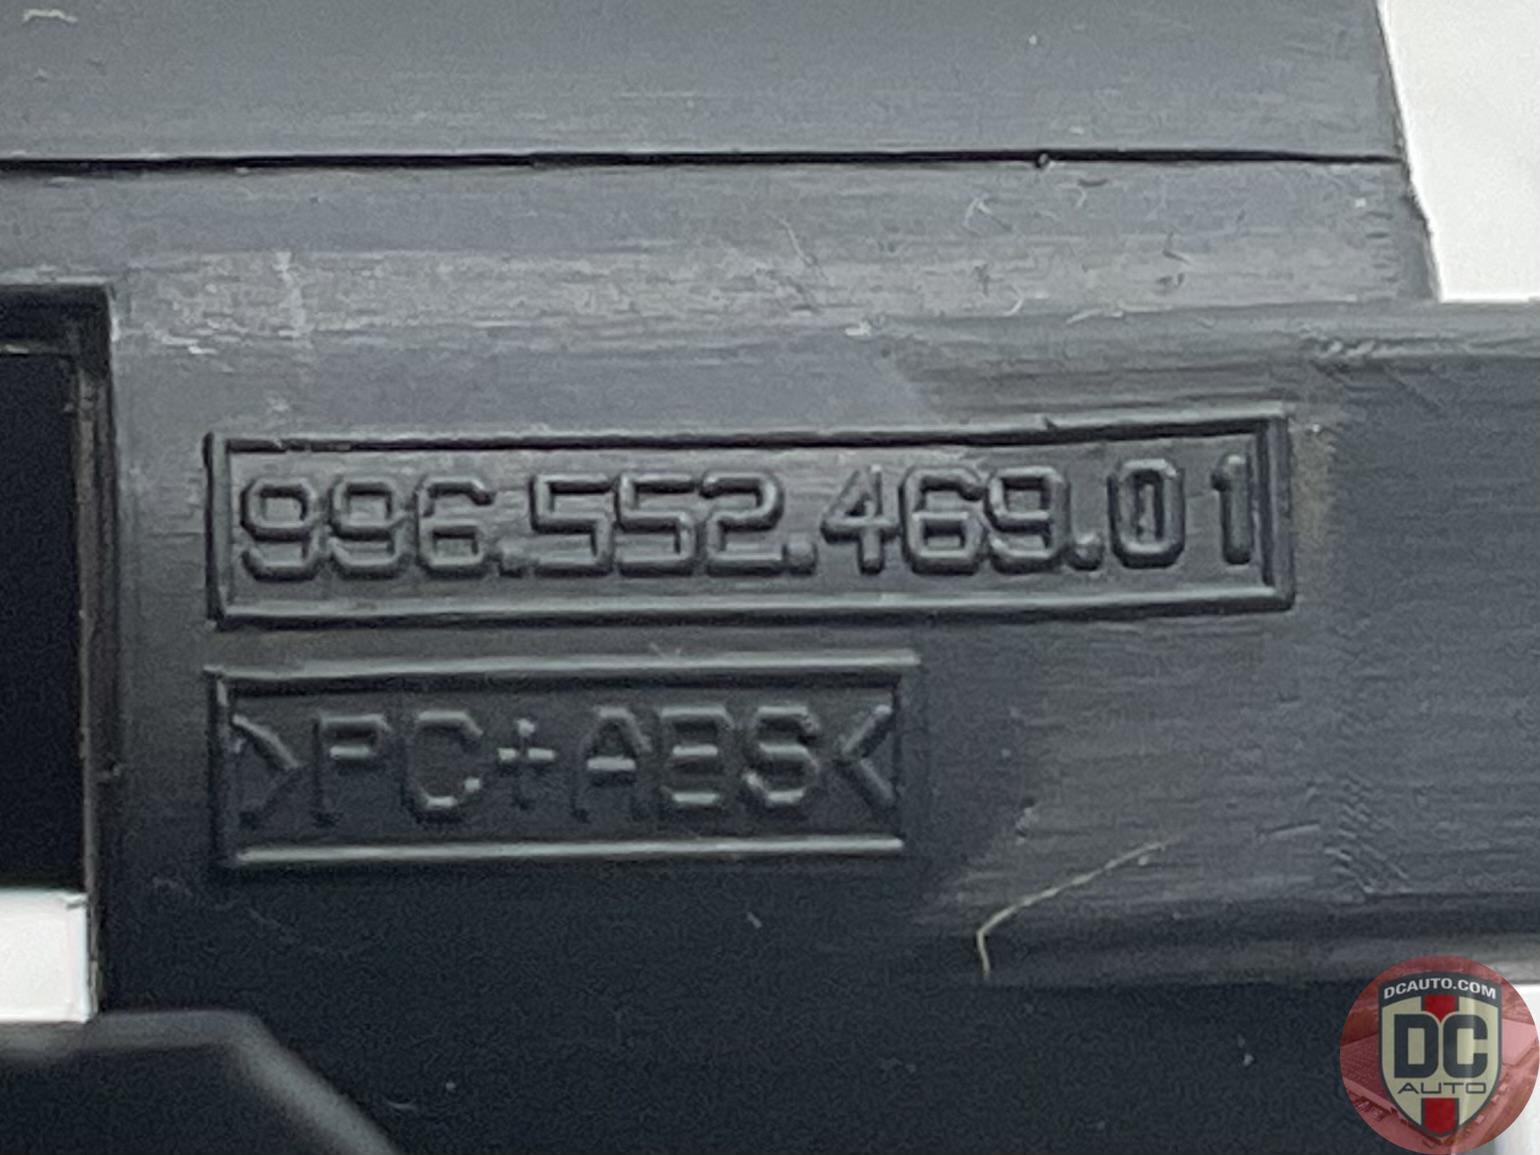 996.552.469.01
>PC+ABS<
DCAUTO.COM
DC
AUTO